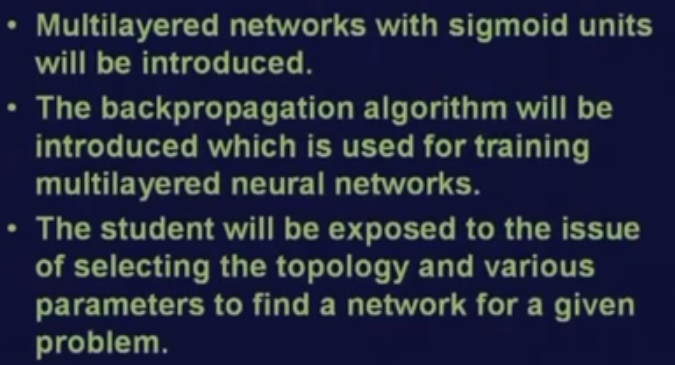 • Multilayered networks with sigmoid units
will be introduced.
• The backpropagation algorithm will be
introduced which is used for training
multilayered neural networks.
• The student will be exposed to the issue
of selecting the topology and various
parameters to find a network for a given
problem.